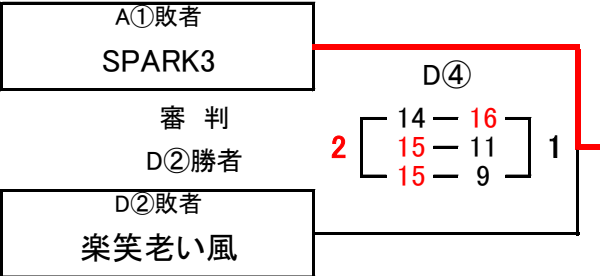 A①敗者
SPARK3
審 判
D②勝者
D②敗者
楽笑老い風
D④
2 14 — 16 1
15 — 11
15 — 9